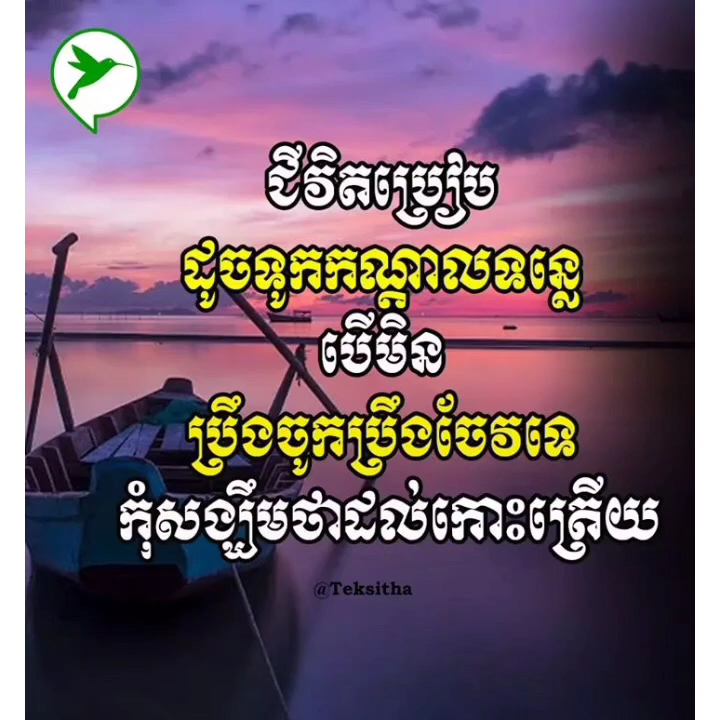 ជីវិតប្រៀប
ដូចទូកកណ្ដាលទន្លេ
បើមិន
ប្រឹងចូកប្រឹងចែវទេ
កុំសង្ឃឹមថាដល់កោះត្រើយ
@Teksitha